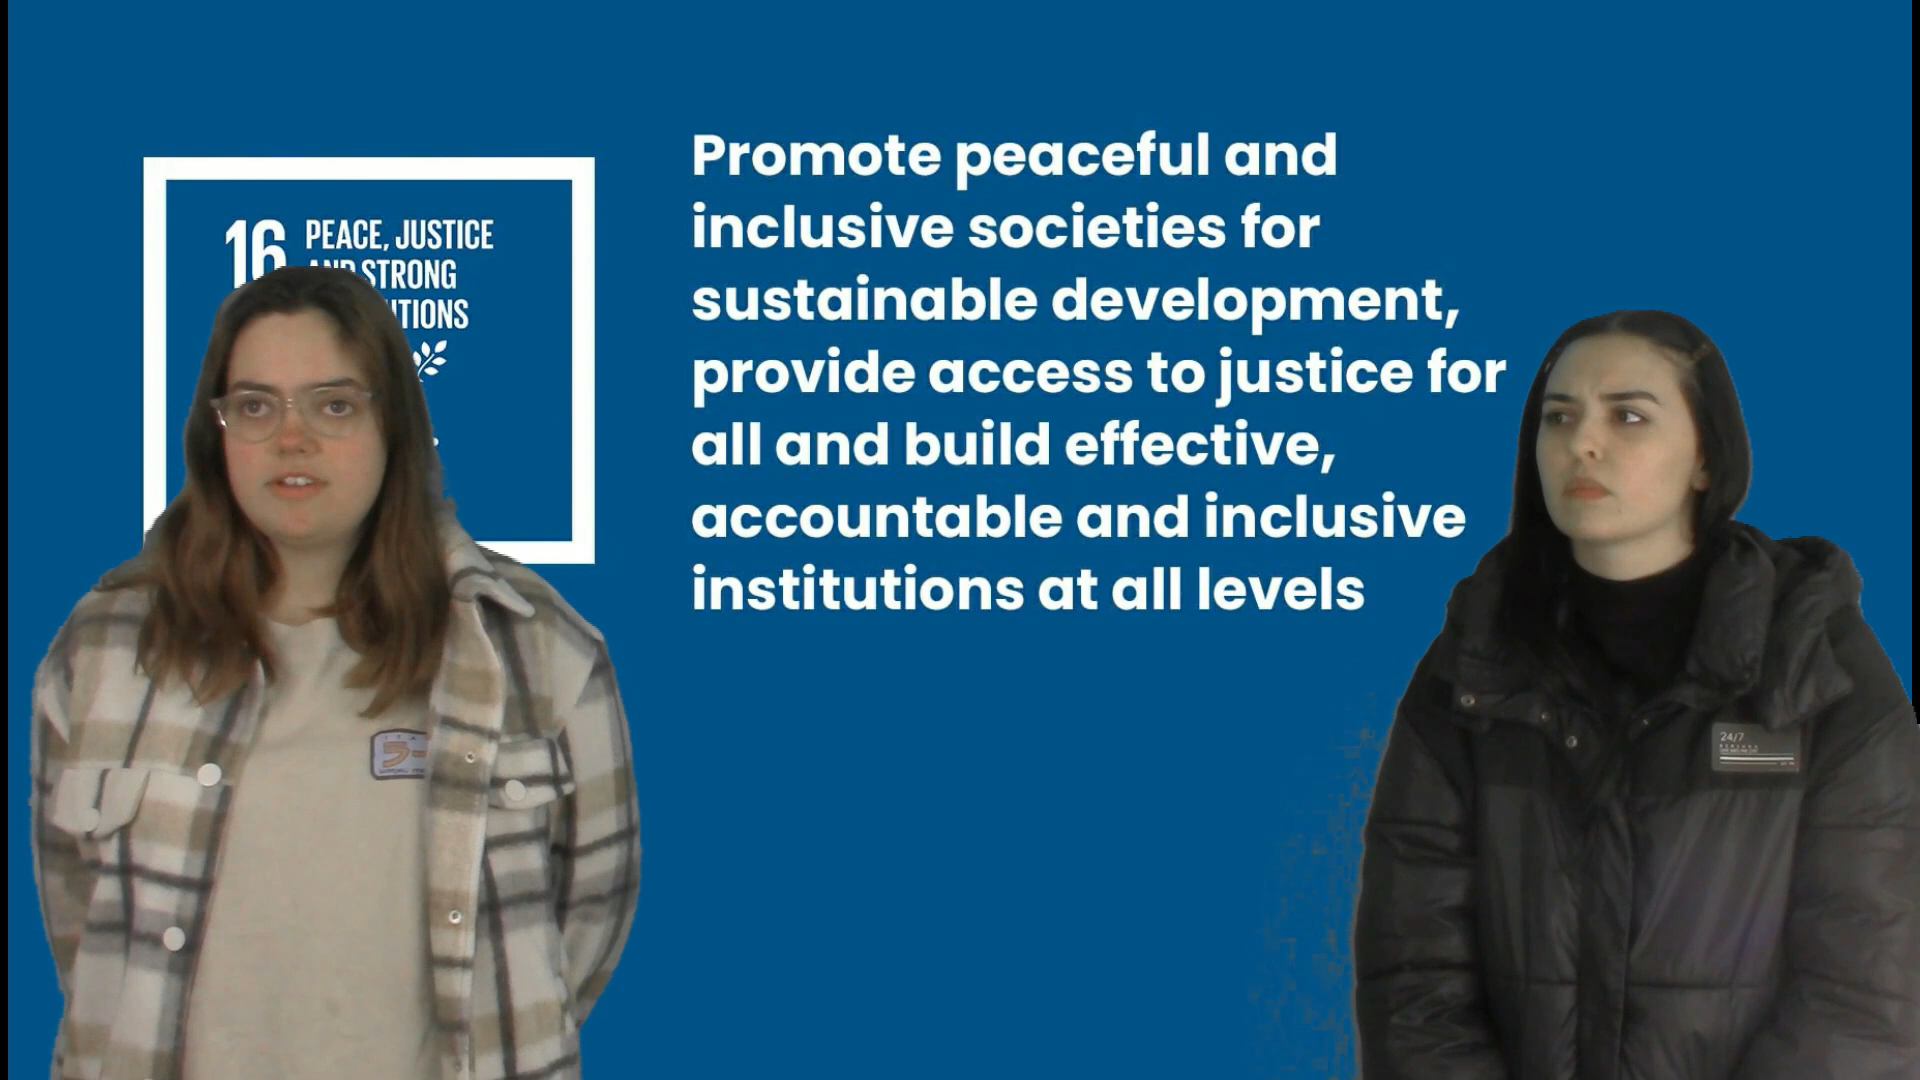 16 PEACE, JUSTICE
STRONG
Promote peaceful and
inclusive societies for
sustainable development,
provide access to justice for
all and build effective,
accountable and inclusive
institutions at all levels
24/7